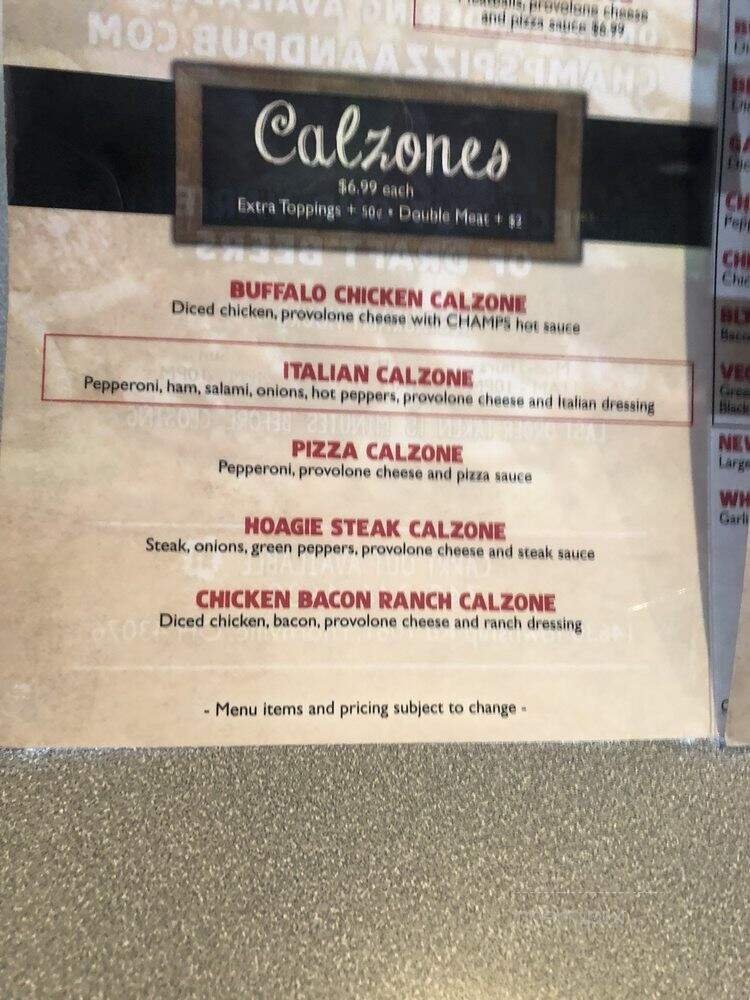 Meatballs, provolone cheese
and pizza sauce $6.99
Calzones
$6.99 each
Extra Toppings + 50¢ • Double Meat + $2
BUFFALO CHICKEN CALZONE
Diced chicken, provolone cheese with CHAMPS hot sauce
ITALIAN CALZONE
Pepperoni, ham, salami, onions, hot peppers, provolone cheese and Italian dressing
PIZZA CALZONE
Pepperoni, provolone cheese and pizza sauce
HOAGIE STEAK CALZONE
Steak, onions, green peppers, provolone cheese and steak sauce
CHICKEN BACON RANCH CALZONE
Diced chicken, bacon, provolone cheese and ranch dressing
- Menu items and pricing subject to change -